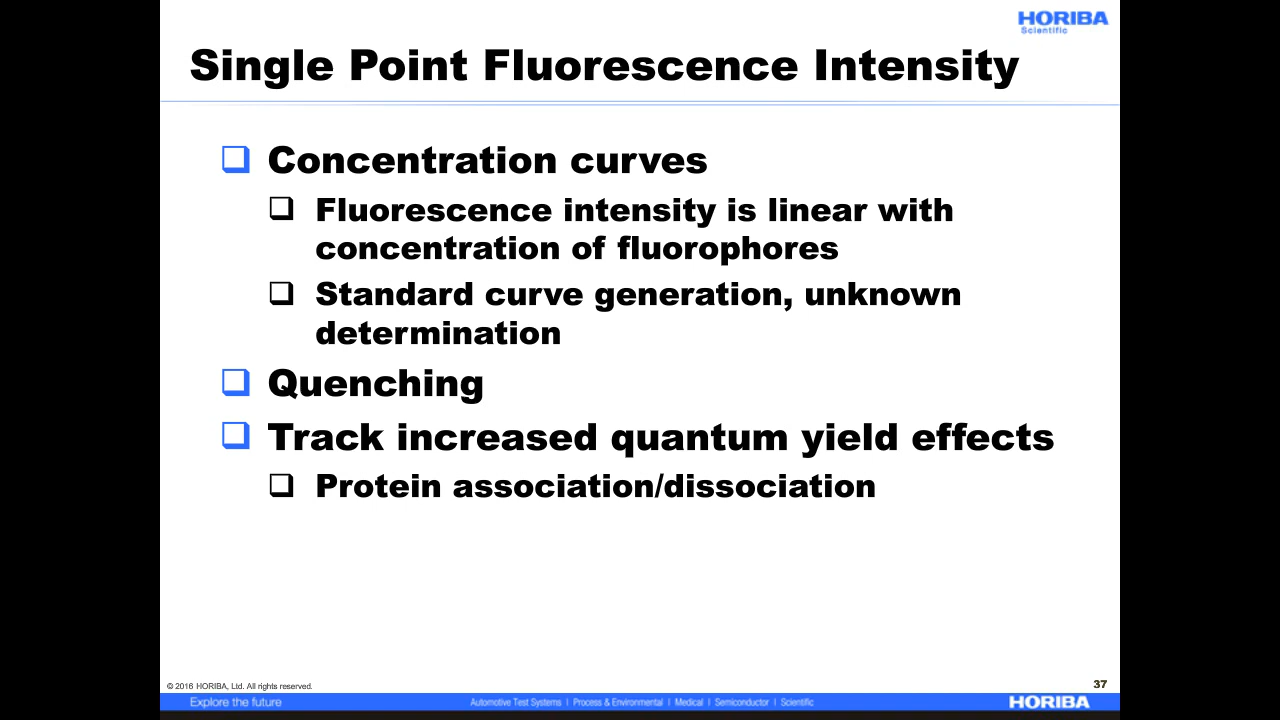 HORIBA
Scientific
Single Point Fluorescence Intensity
Concentration curves
Fluorescence intensity is linear with
concentration of fluorophores
Standard curve generation, unknown
determination
Quenching
Track increased quantum yield effects
Protein association/dissociation
© 2016 HORIBA, Ltd. All rights reserved.
37
Explore the future
Automotive Test Systems | Process & Environmental | Medical | Semiconductor | Scientific
HORIBA